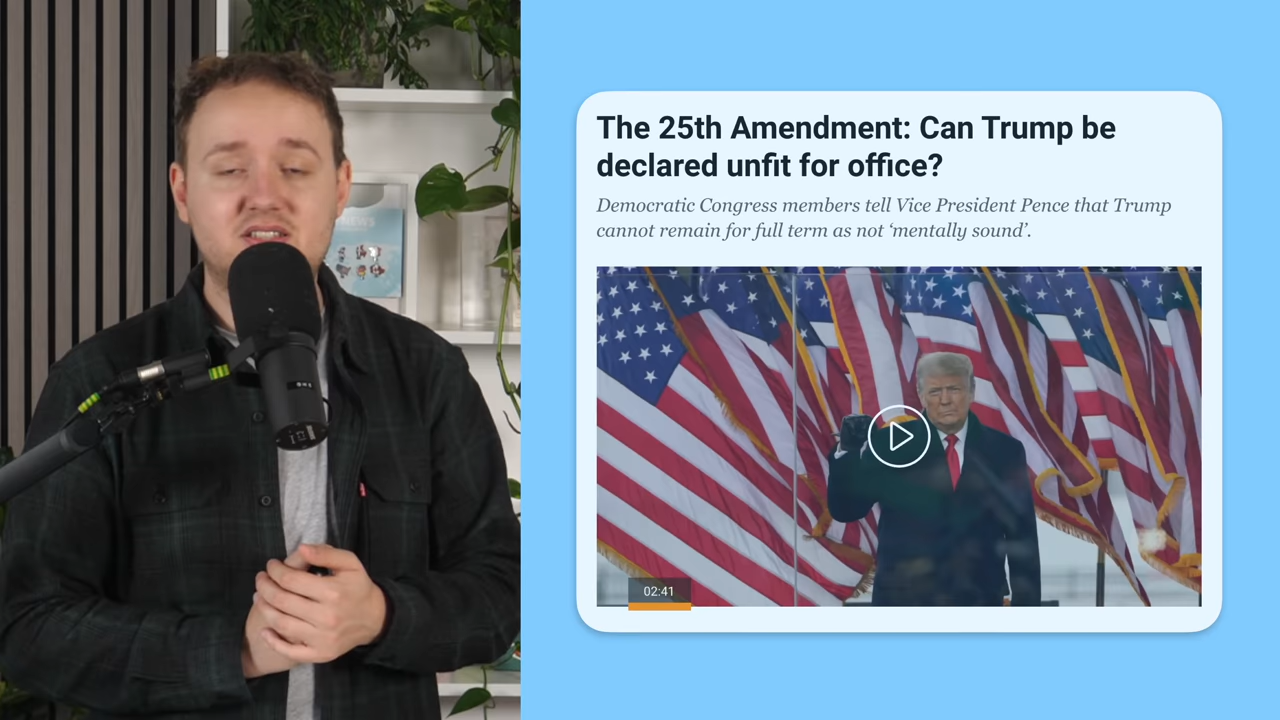 The 25th Amendment: Can Trump be
declared unfit for office?
Democratic Congress members tell Vice President Pence that Trump
cannot remain for full term as not ‘mentally sound’.
02:41